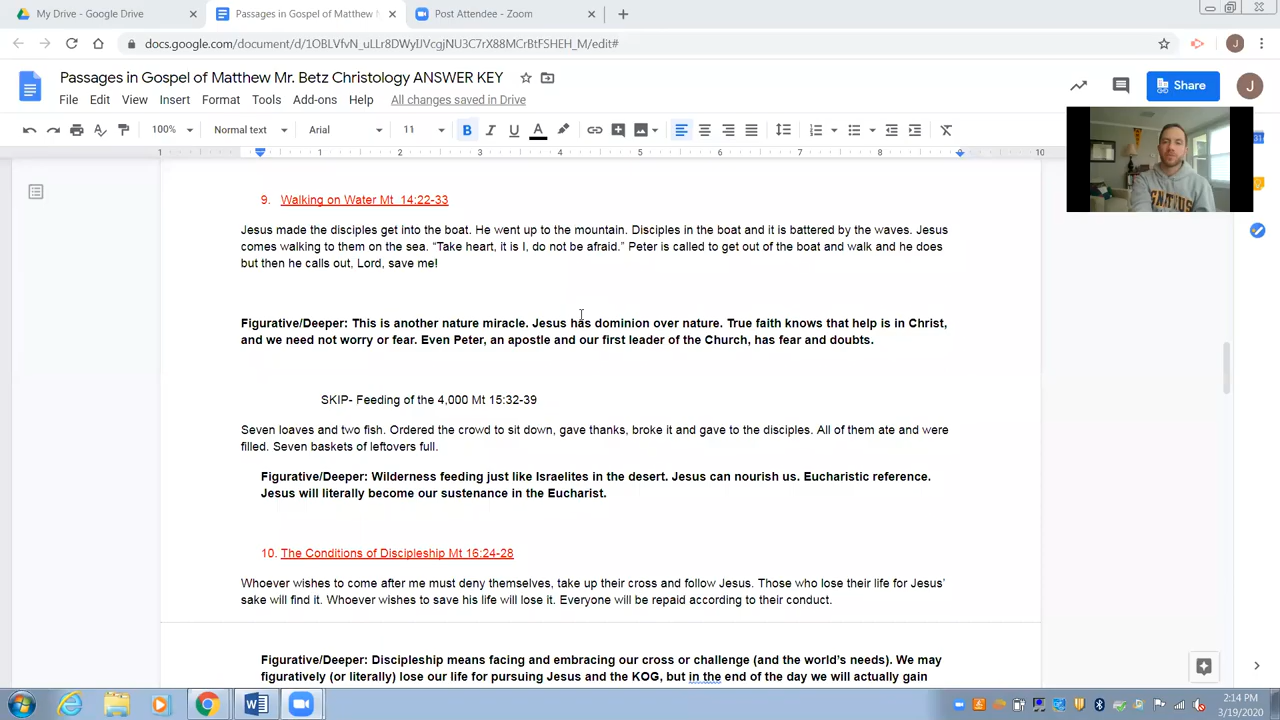 My Drive - Google Drive
Passages in Gospel of Matthew M
Post Attendee - Zoom
docs.google.com/document/d/1OBLVfvN_uLLr8DWyIJVcgjNU3C7rX88MCrBtFSHEH_M/edit#
J
Passages in Gospel of Matthew Mr. Betz Christology ANSWER KEY
Share
J
File Edit View Insert Format Tools Add-ons Help All changes saved in Drive
100% Normal text Arial 11 B I U A
1 1 2 3 4 5 6 7 8 9 10
IGNATIUS
9. Walking on Water Mt 14:22-33
Jesus made the disciples get into the boat. He went up to the mountain. Disciples in the boat and it is battered by the waves. Jesus
comes walking to them on the sea. “Take heart, it is I, do not be afraid.” Peter is called to get out of the boat and walk and he does
but then he calls out, Lord, save me!
Figurative/Deeper: This is another nature miracle. Jesus has dominion over nature. True faith knows that help is in Christ,
and we need not worry or fear. Even Peter, an apostle and our first leader of the Church, has fear and doubts.
SKIP- Feeding of the 4,000 Mt 15:32-39
Seven loaves and two fish. Ordered the crowd to sit down, gave thanks, broke it and gave to the disciples. All of them ate and were
filled. Seven baskets of leftovers full.
Figurative/Deeper: Wilderness feeding just like Israelites in the desert. Jesus can nourish us. Eucharistic reference.
Jesus will literally become our sustenance in the Eucharist.
10. The Conditions of Discipleship Mt 16:24-28
Whoever wishes to come after me must deny themselves, take up their cross and follow Jesus. Those who lose their life for Jesus’
sake will find it. Whoever wishes to save his life will lose it. Everyone will be repaid according to their conduct.
Figurative/Deeper: Discipleship means facing and embracing our cross or challenge (and the world’s needs). We may
figuratively (or literally) lose our life for pursuing Jesus and the KOG, but in the end of the day we will actually gain
2:14 PM
3/19/2020